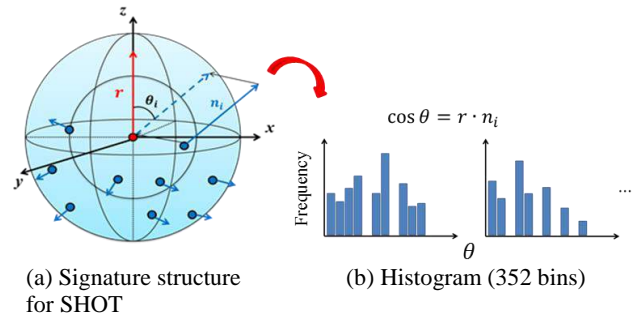 z
r
θi
ni
x
y
cos θ = r · ni
Frequency
...
θ
(a) Signature structure
for SHOT
(b) Histogram (352 bins)